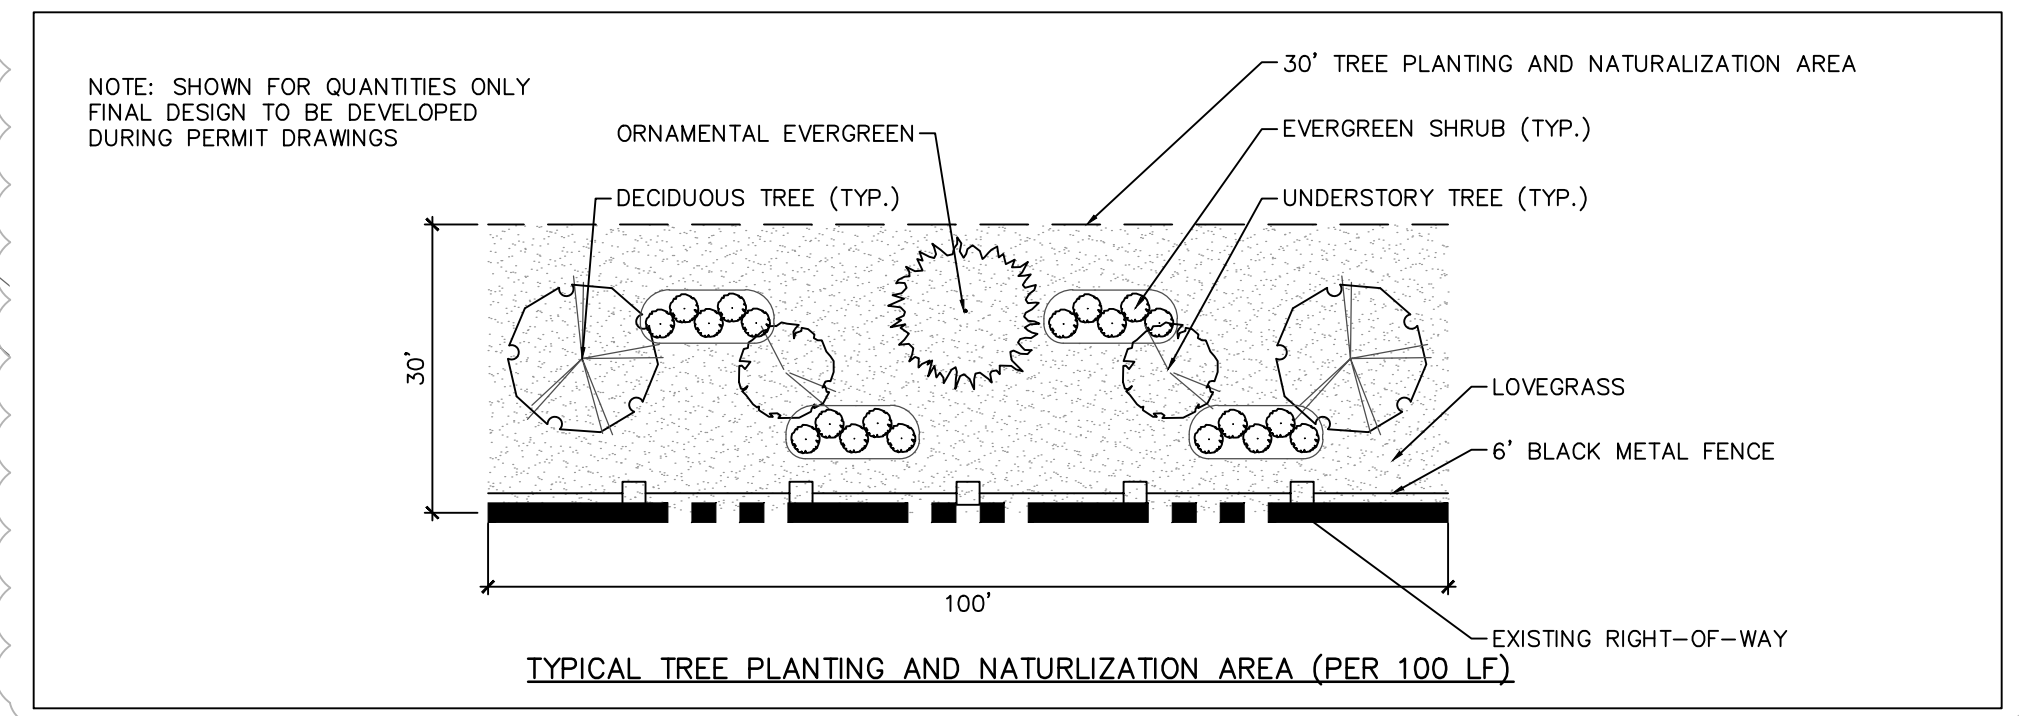 NOTE: SHOWN FOR QUANTITIES ONLY
FINAL DESIGN TO BE DEVELOPED
DURING PERMIT DRAWINGS
30' TREE PLANTING AND NATURALIZATION AREA
ORNAMENTAL EVERGREEN
EVERGREEN SHRUB (TYP.)
DECIDUOUS TREE (TYP.)
UNDERSTORY TREE (TYP.)
30'
LOVEGRASS
6' BLACK METAL FENCE
100'
EXISTING RIGHT-OF-WAY
TYPICAL TREE PLANTING AND NATURLIZATION AREA (PER 100 LF)